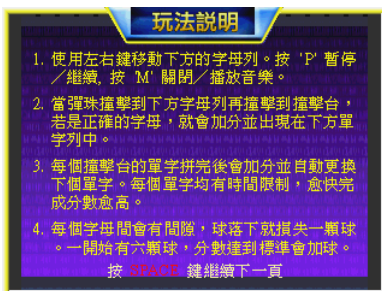 玩法說明
1. 使用左右鍵移動下方的字母列。按 'P' 暫停
／繼續, 按 'M' 關閉／播放音樂。
2. 當彈珠撞擊到下方字母列再撞擊到撞擊台，
若是正確的字母，就會加分並出現在下方單
字列中。
3. 每個撞擊台的單字拼完後會加分並自動更換
下個單字。每個單字均有時間限制，愈快完
成分數愈高。
4. 每個字母間會有間隙，球落下就損失一顆球
。一開始有六顆球，分數達到標準會加球。
按 SPACE 鍵繼續下一頁